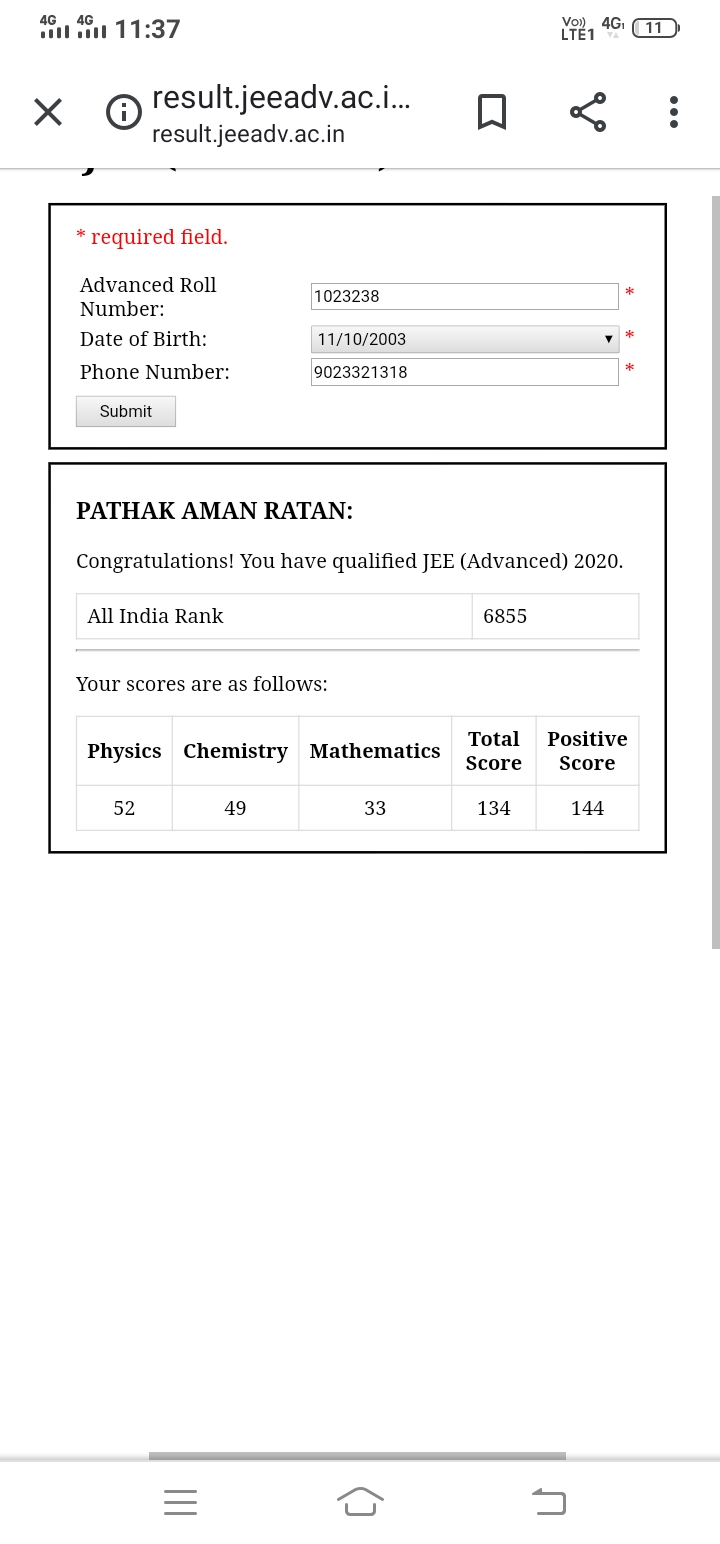 4G 4G 11:37 Vo)) LTE1 4G 11
result.jeeadv.ac.i...
result.jeeadv.ac.in
* required field.
Advanced Roll Number: 1023238 *
Date of Birth: 11/10/2003 *
Phone Number: 9023321318 *
Submit
PATHAK AMAN RATAN:
Congratulations! You have qualified JEE (Advanced) 2020.
All India Rank 6855
Your scores are as follows:
Physics Chemistry Mathematics Total Score Positive Score
52 49 33 134 144